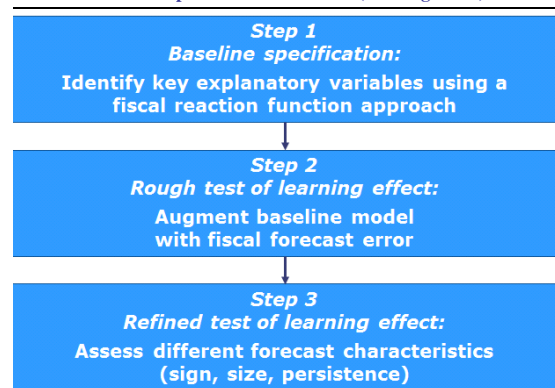 Step 1
Baseline specification:
Identify key explanatory variables using a
fiscal reaction function approach
Step 2
Rough test of learning effect:
Augment baseline model
with fiscal forecast error
Step 3
Refined test of learning effect:
Assess different forecast characteristics
(sign, size, persistence)